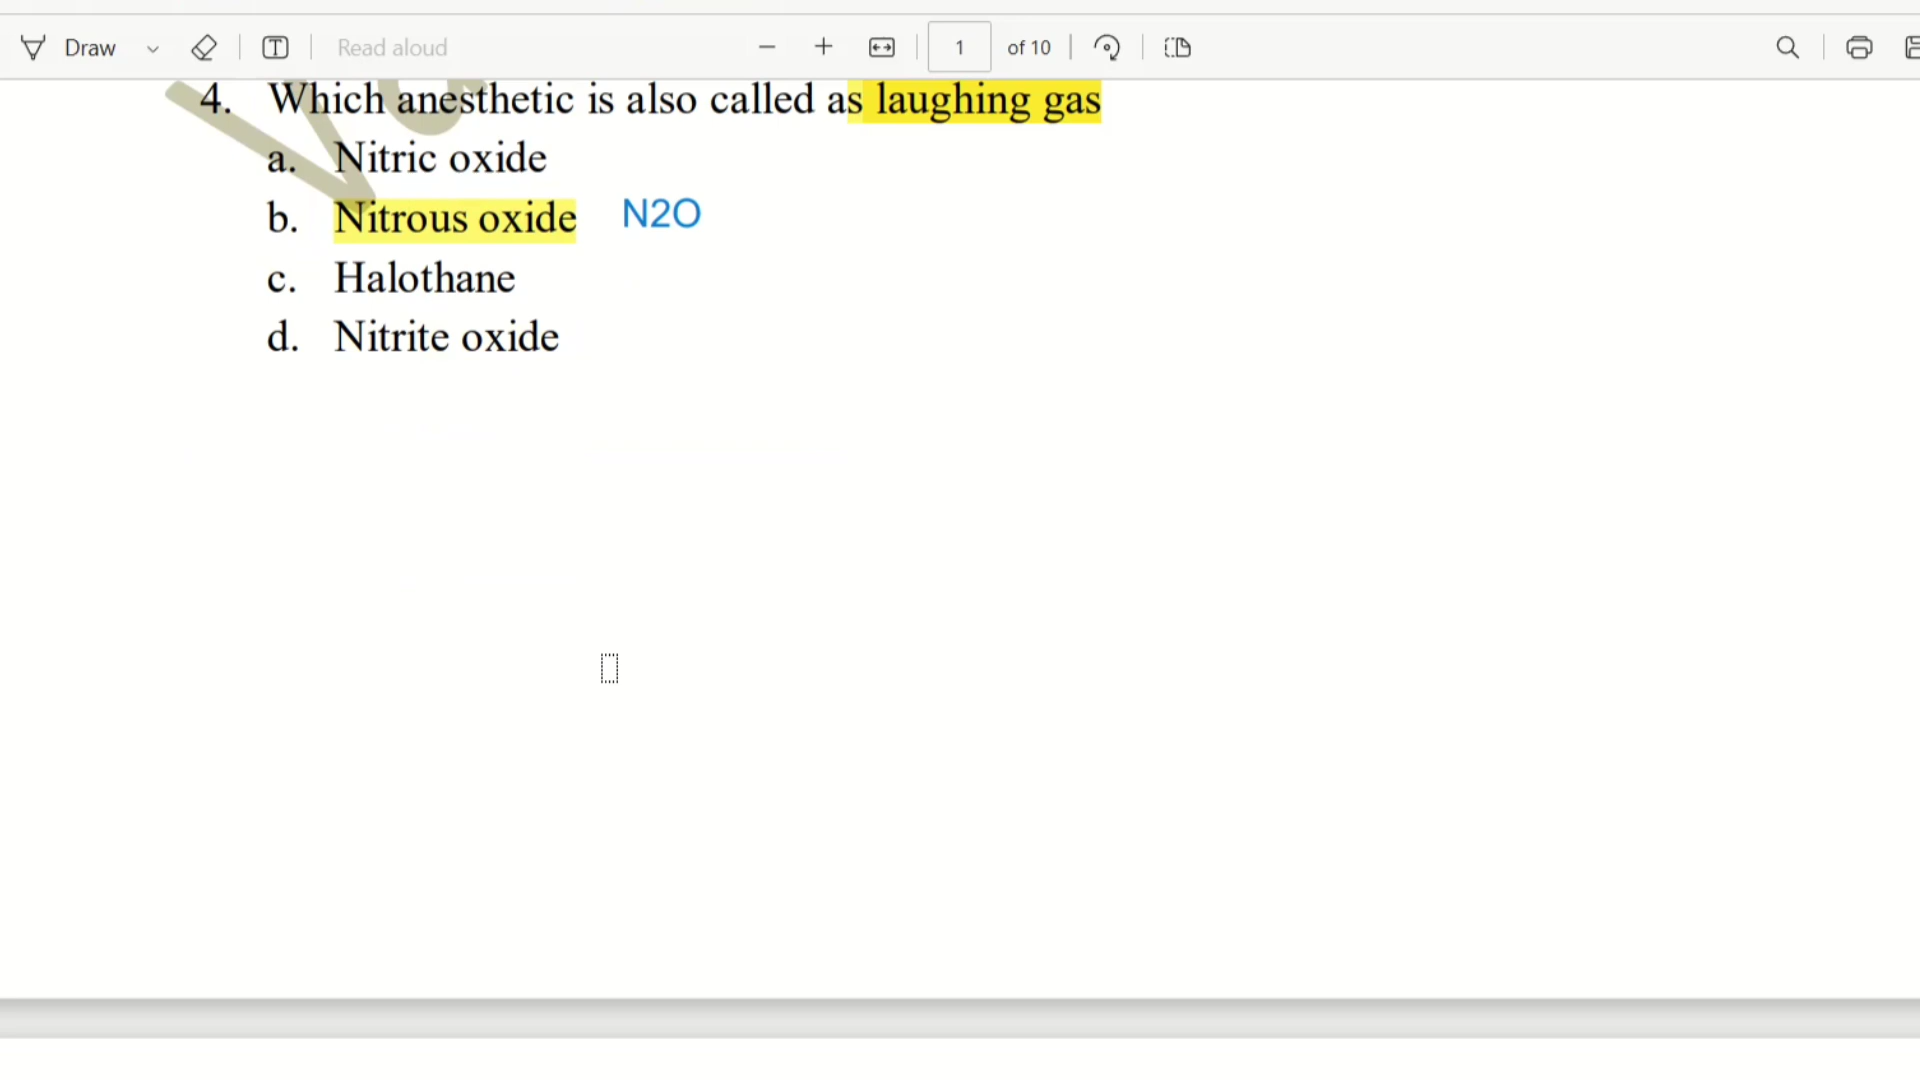 Draw Read aloud 1 of 10
4. Which anesthetic is also called as laughing gas
a. Nitric oxide
b. Nitrous oxide N2O
c. Halothane
d. Nitrite oxide